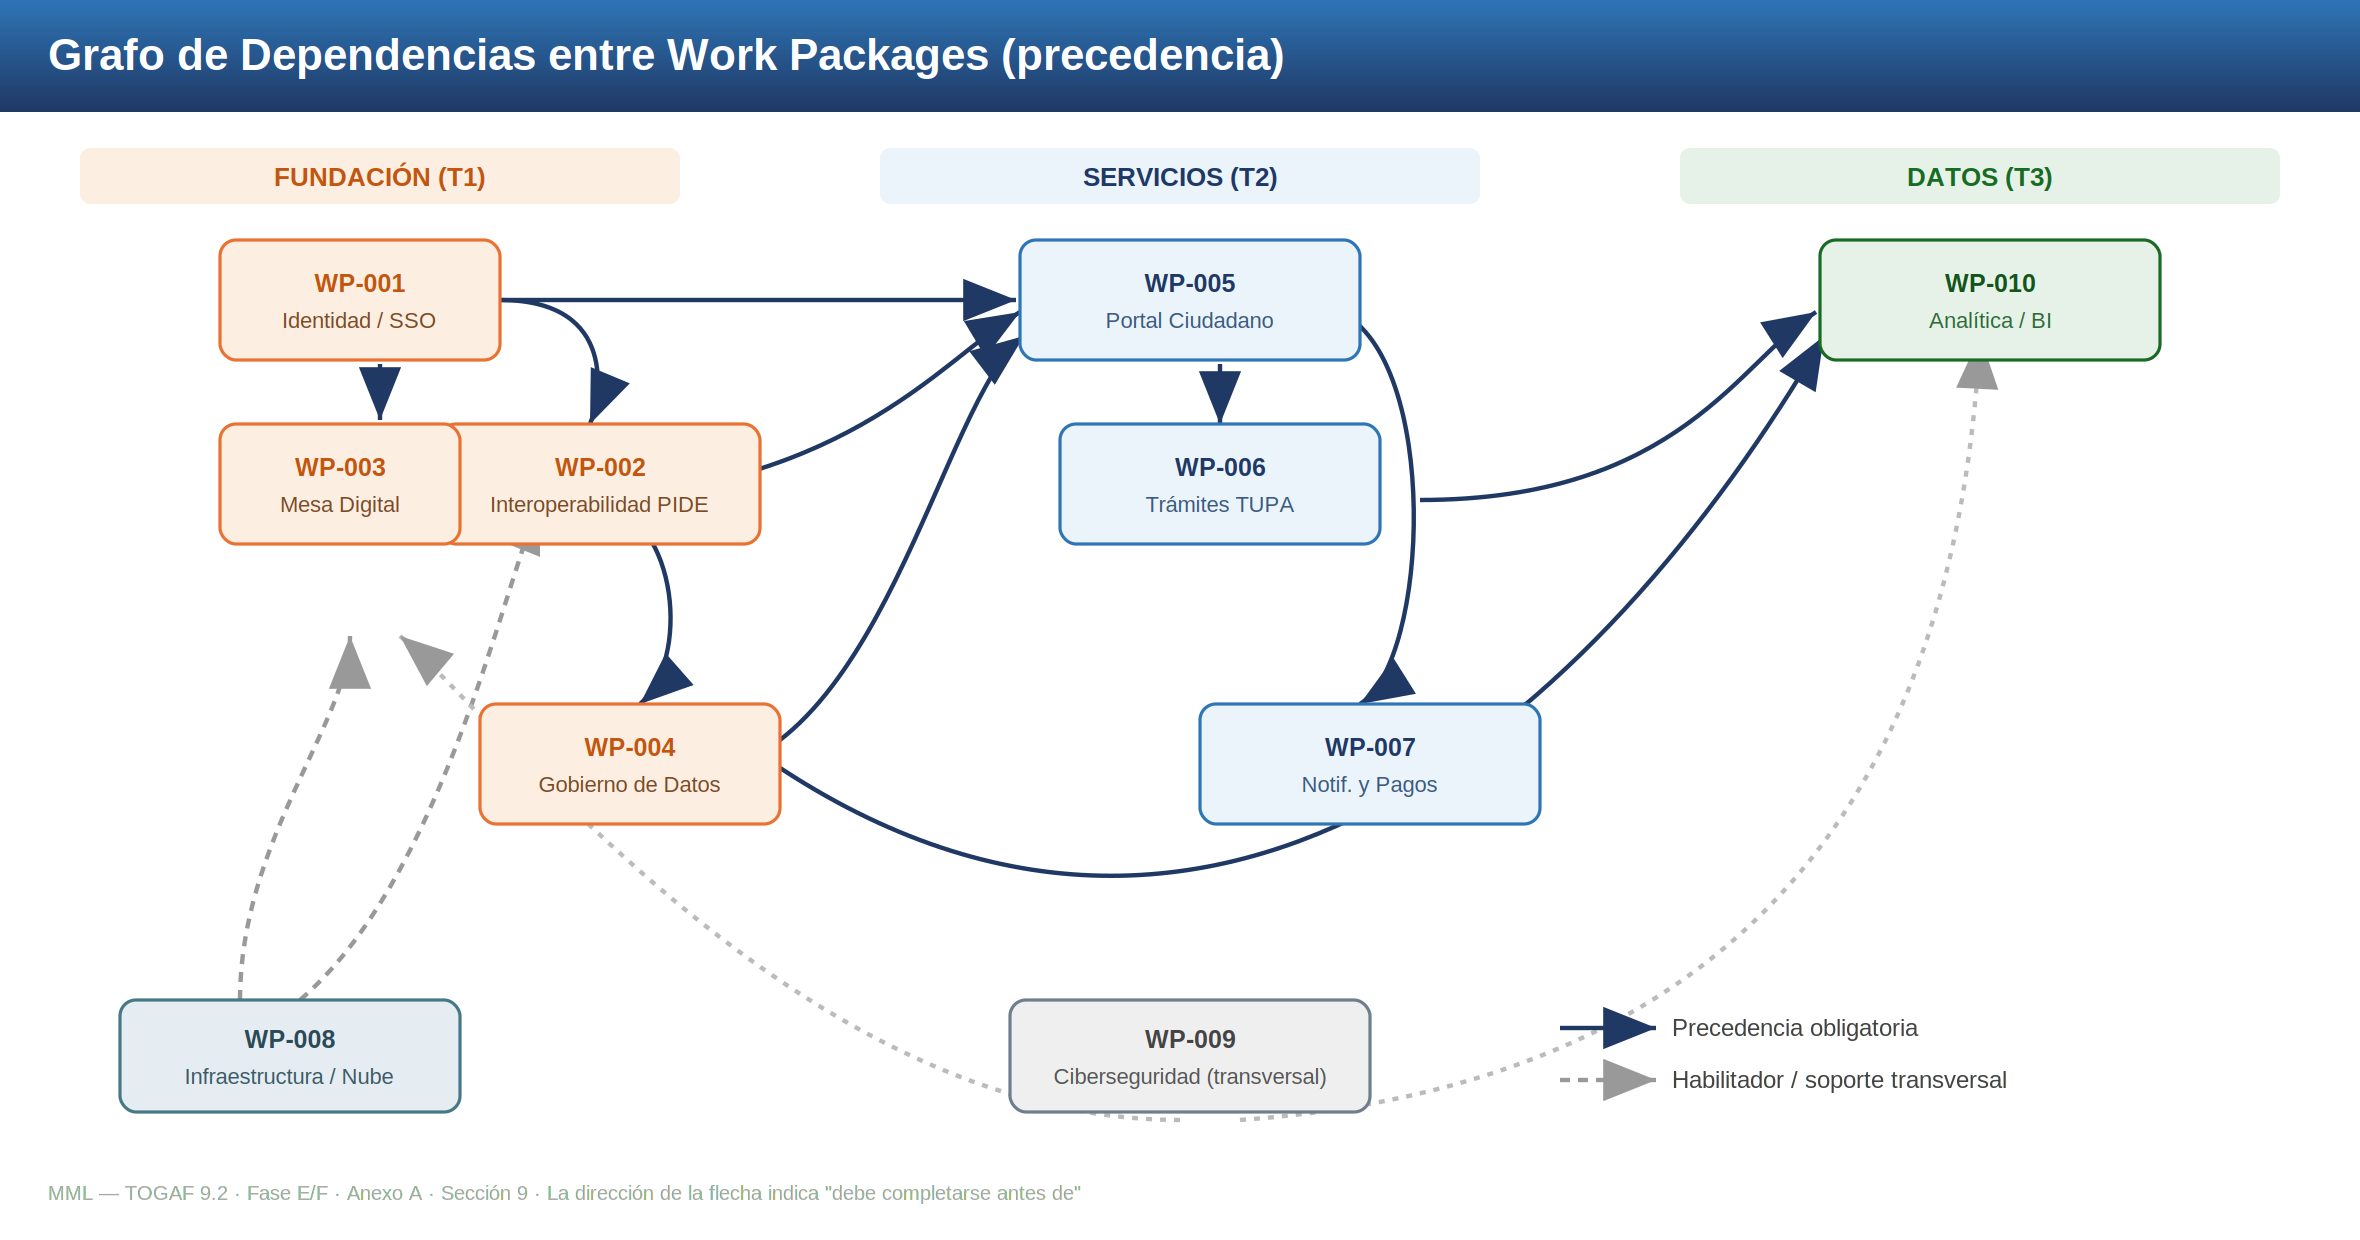 Grafo de Dependencias entre Work Packages (precedencia)
FUNDACIÓN (T1)
SERVICIOS (T2)
DATOS (T3)
WP-001
Identidad / SSO
WP-005
Portal Ciudadano
WP-010
Analítica / BI
WP-003
Mesa Digital
WP-002
Interoperabilidad PIDE
WP-006
Trámites TUPA
WP-004
Gobierno de Datos
WP-007
Notif. y Pagos
WP-008
Infraestructura / Nube
WP-009
Ciberseguridad (transversal)
Precedencia obligatoria
Habilitador / soporte transversal
MML — TOGAF 9.2 · Fase E/F · Anexo A · Sección 9 · La dirección de la flecha indica "debe completarse antes de"